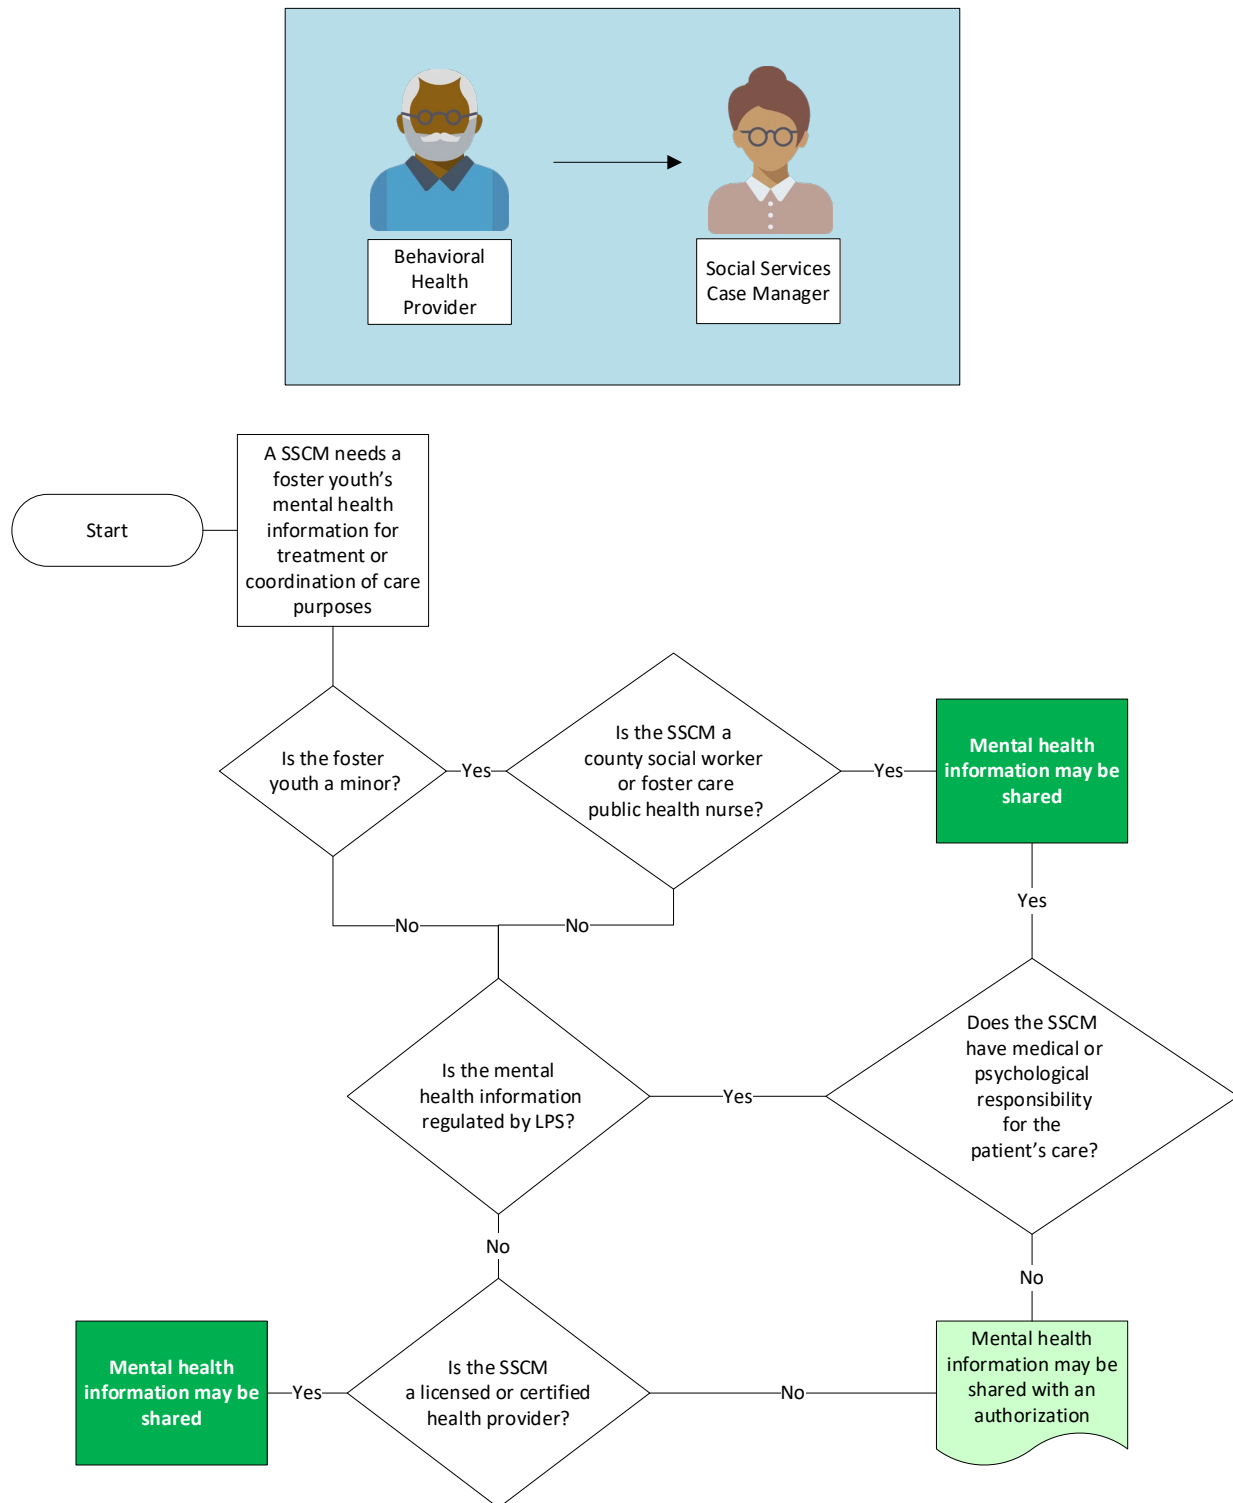 Behavioral
Health
Provider
Social Services
Case Manager
Start
A SSCM needs a
foster youth’s
mental health
information for
treatment or
coordination of care
purposes
Is the foster
youth a minor?
Yes
Is the SSCM a
county social worker
or foster care
public health nurse?
Yes
Mental health
information may be
shared
No
No
Yes
Is the mental
health information
regulated by LPS?
Yes
Does the SSCM
have medical or
psychological
responsibility
for the
patient’s care?
No
No
Mental health
information may be
shared
Yes
Is the SSCM
a licensed or certified
health provider?
No
Mental health
information may be
shared with an
authorization